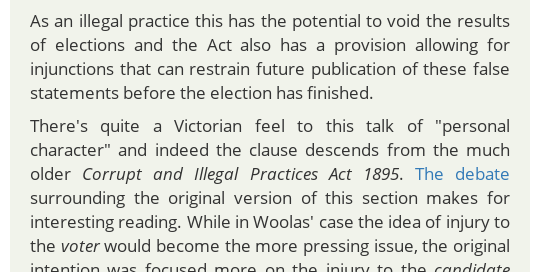 As an illegal practice this has the potential to void the results
of elections and the Act also has a provision allowing for
injunctions that can restrain future publication of these false
statements before the election has finished.
There's quite a Victorian feel to this talk of "personal
character" and indeed the clause descends from the much
older Corrupt and Illegal Practices Act 1895. The debate
surrounding the original version of this section makes for
interesting reading. While in Woolas' case the idea of injury to
the voter would become the more pressing issue, the original
intention was focused more on the injury to the candidate